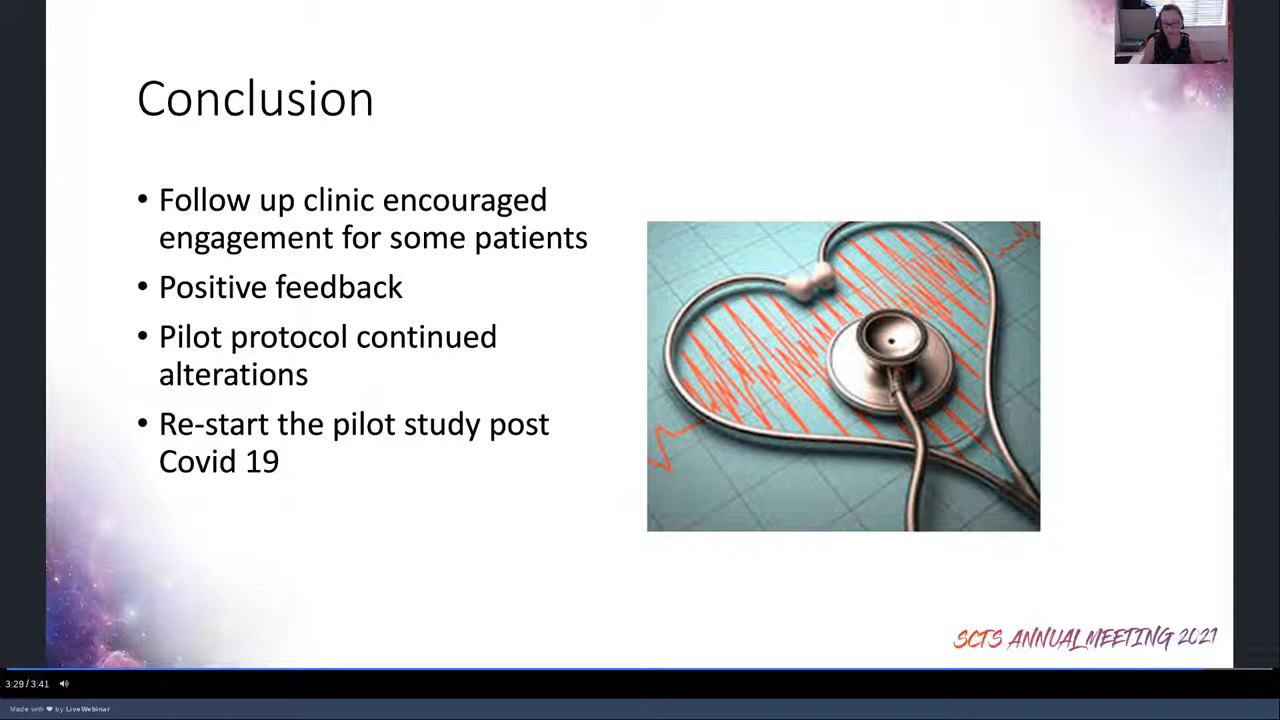 Conclusion
• Follow up clinic encouraged
engagement for some patients
• Positive feedback
• Pilot protocol continued
alterations
• Re-start the pilot study post
Covid 19
SCTS ANNUAL MEETING 2021
3:29 / 3:41
Made with ❤ by LiveWebinar